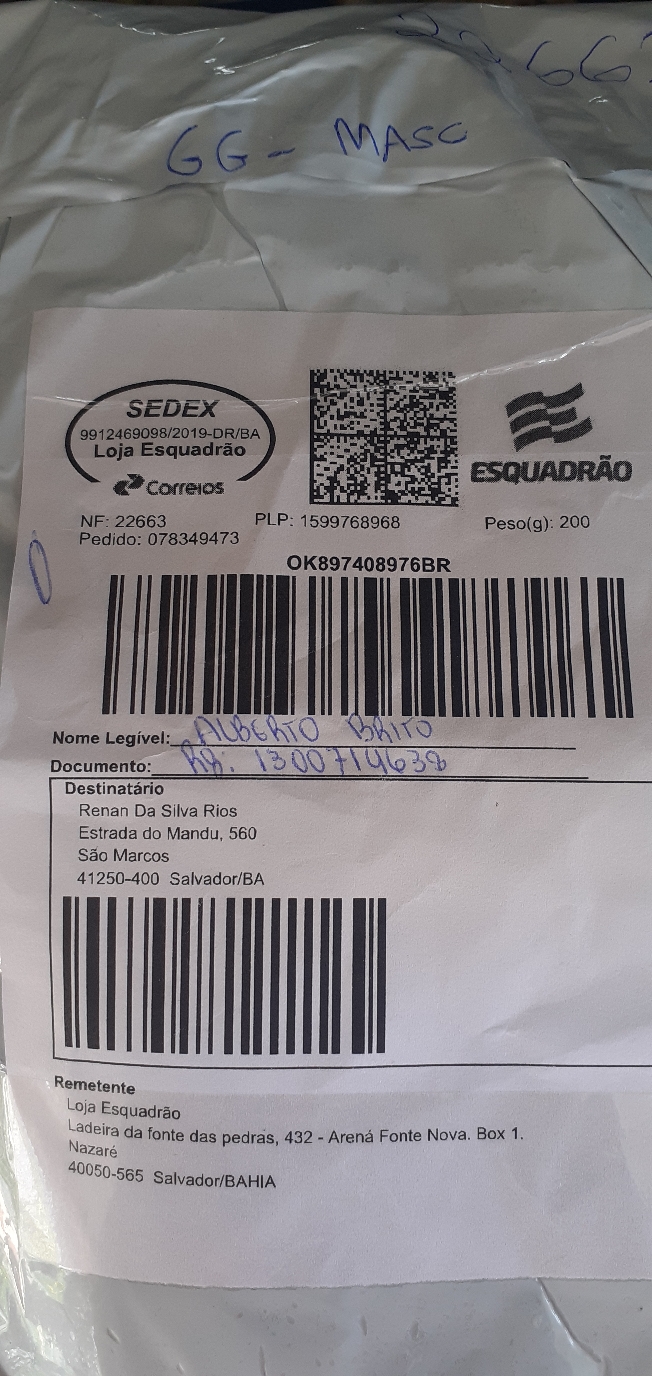 GG - MASC
SEDEX
9912469098/2019-DR/BA
Loja Esquadrão
Correios
ESQUADRÃO
NF: 22663
PLP: 1599768968
Peso(g): 200
Pedido: 078349473
OK897408976BR
Nome Legível: ALBERTO BRITO
Documento: RG: 1300714638
Destinatário
Renan Da Silva Rios
Estrada do Mandu, 560
São Marcos
41250-400 Salvador/BA
Remetente
Loja Esquadrão
Ladeira da fonte das pedras, 432 - Arená Fonte Nova. Box 1.
Nazaré
40050-565 Salvador/BAHIA